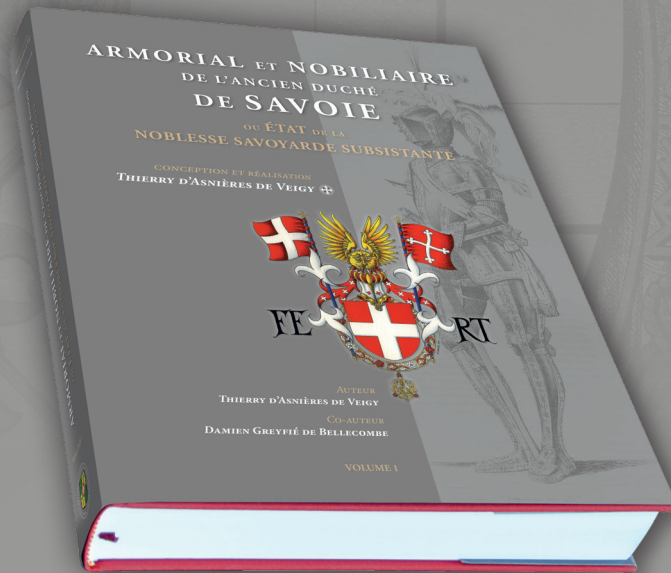 ARMORIAL ET NOBILIAIRE
DE L'ANCIEN DUCHÉ
DE SAVOIE
OU ÉTAT DE LA
NOBLESSE SAVOYARDE SUBSISTANTE
CONCEPTION ET RÉALISATION
THIERRY D'ASNIÈRES DE VEIGY
FE RT
AUTEUR
THIERRY D'ASNIÈRES DE VEIGY
CO-AUTEUR
DAMIEN GREYFIÉ DE BELLECOMBE
VOLUME 1